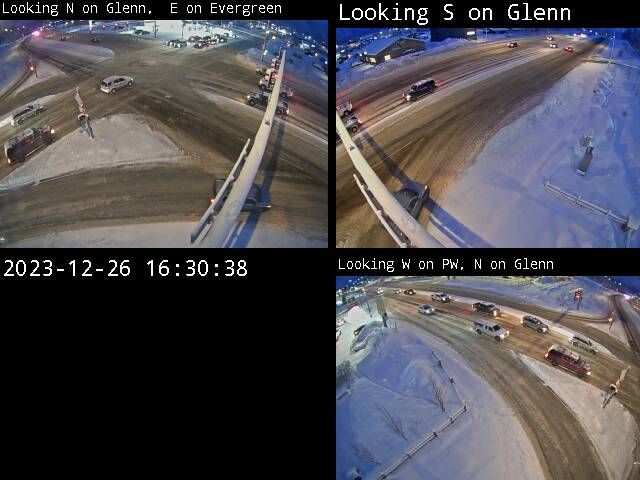 Looking N on Glenn,  E on Evergreen
Looking S on Glenn
2023-12-26 16:30:38
Looking W on PW, N on Glenn